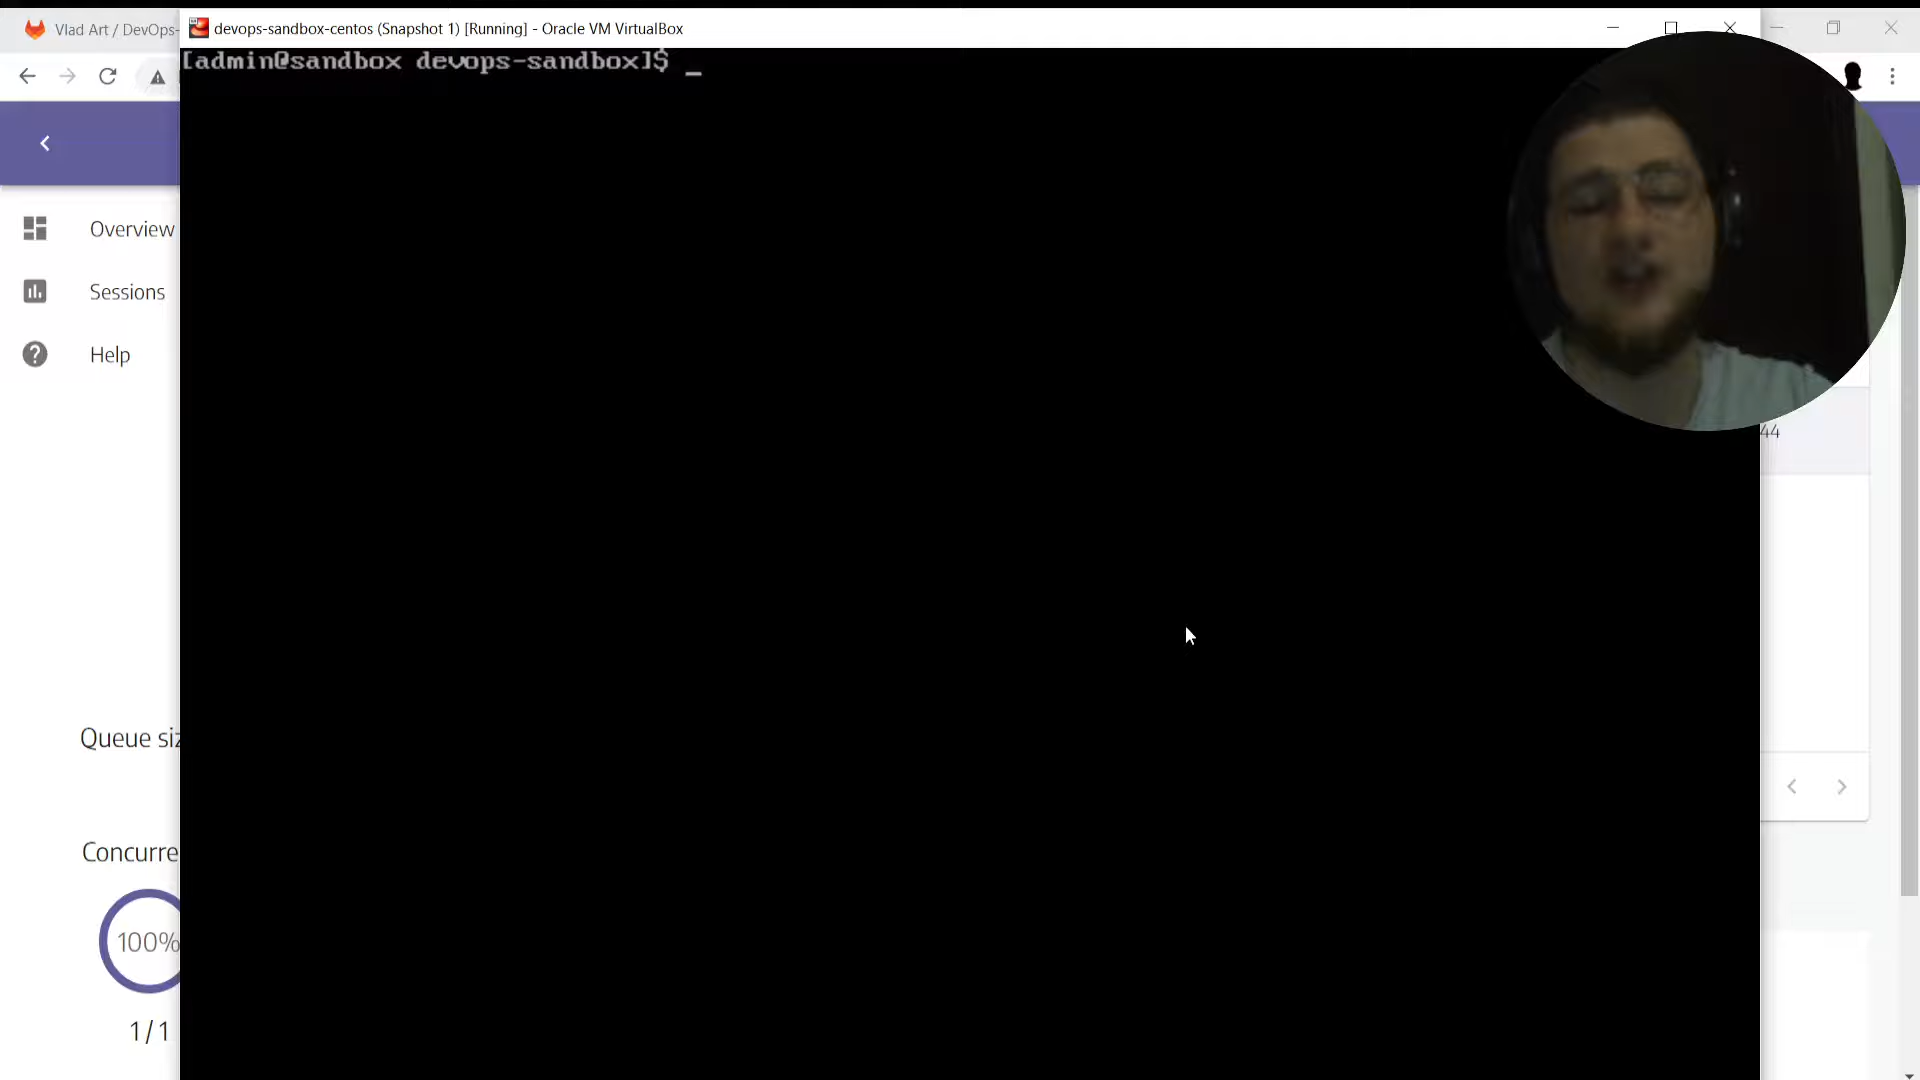 Vlad Art / DevOps-
devops-sandbox-centos (Snapshot 1) [Running] - Oracle VM VirtualBox
[admin@sandbox devops-sandbox]$ _
Overview
Sessions
Help
44
Queue siz
Concurre
100%
1/1